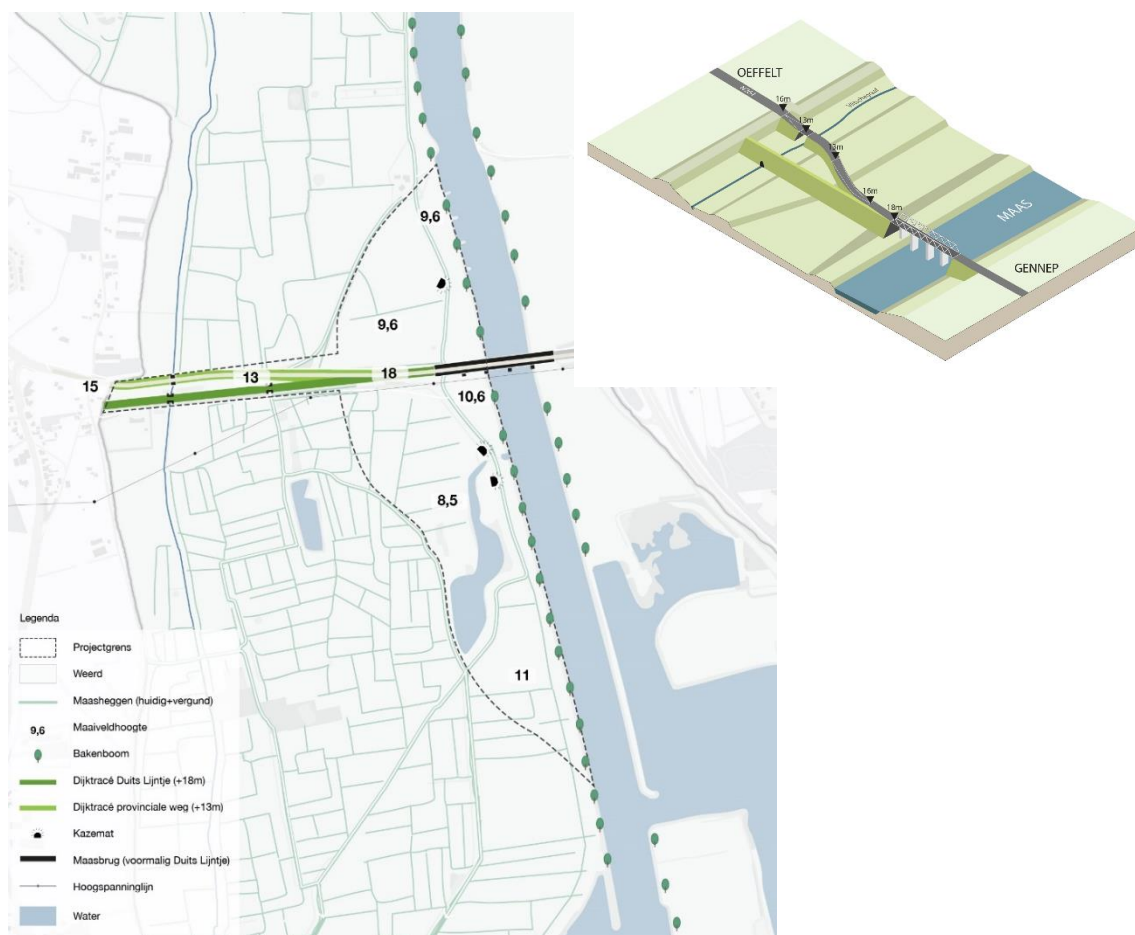 9,6
9,6
15
13
18
10,6
8,5
11
Legenda
Projectgrens
Weerd
Maasheggen (huidig+vergund)
9,6 Maaiveldhoogte
Bakenboom
Dijktracé Duits Lijntje (+18m)
Dijktracé provinciale weg (+13m)
Kazemat
Maasbrug (voormalig Duits Lijntje)
Hoogspanninglijn
Water
OEFFELT
N264
16m
13m
13m
16m
18m
MAAS
GENNEP